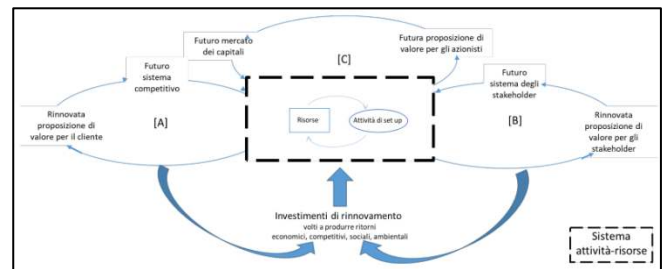 Futuro mercato
dei capitali
[C]
Futura proposizione di
valore per gli azionisti
Futuro
sistema
competitivo
Futuro
sistema degli
stakeholder
Rinnovata
proposizione di
valore per il cliente
[A]
Risorse
Attività di set up
[B]
Rinnovata
proposizione di
valore per gli
stakeholder
Investimenti di rinnovamento
volti a produrre ritorni
economici, competitivi, sociali, ambientali
Sistema
attività-risorse